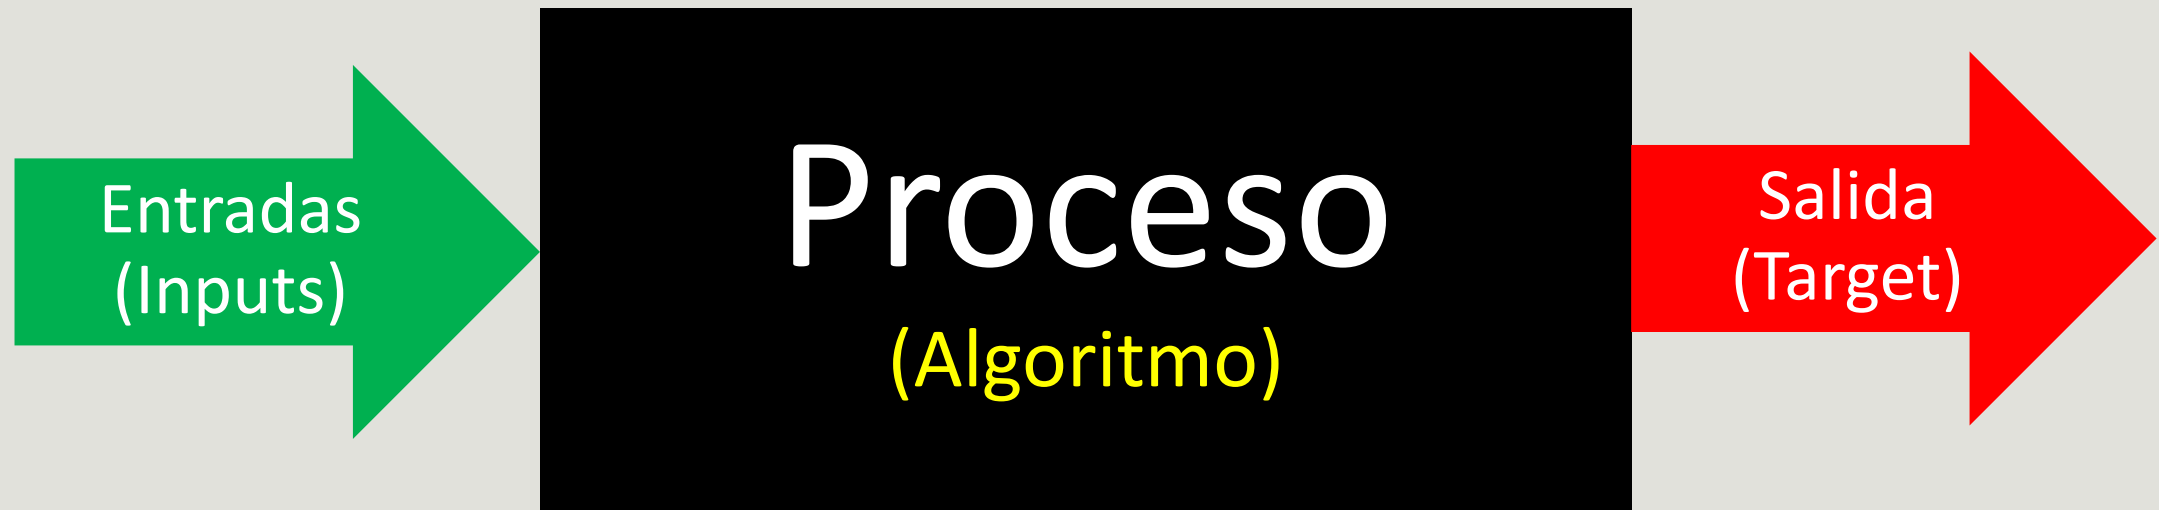 Entradas
(Inputs)
Proceso
(Algoritmo)
Salida
(Target)